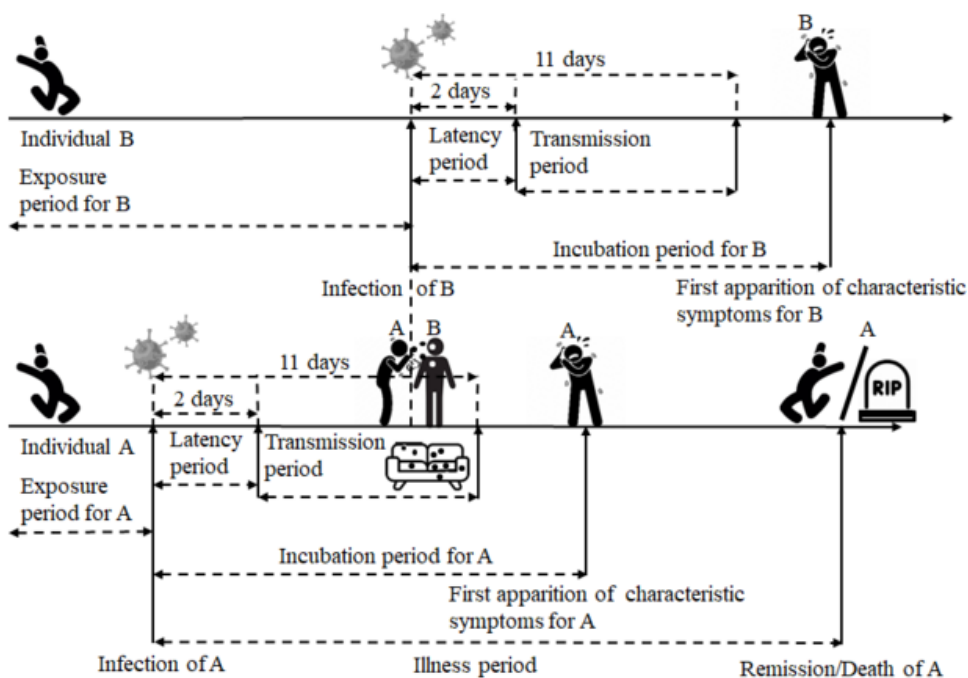 B
11 days
2 days
Individual B
Latency
period
Transmission
period
Exposure
period for B
Incubation period for B
Infection of B
First apparition of characteristic
symptoms for B
A B
A
A
11 days
2 days
RIP
Individual A
Latency
period
Transmission
period
Exposure
period for A
Incubation period for A
First apparition of characteristic
symptoms for A
Infection of A
Illness period
Remission/Death of A